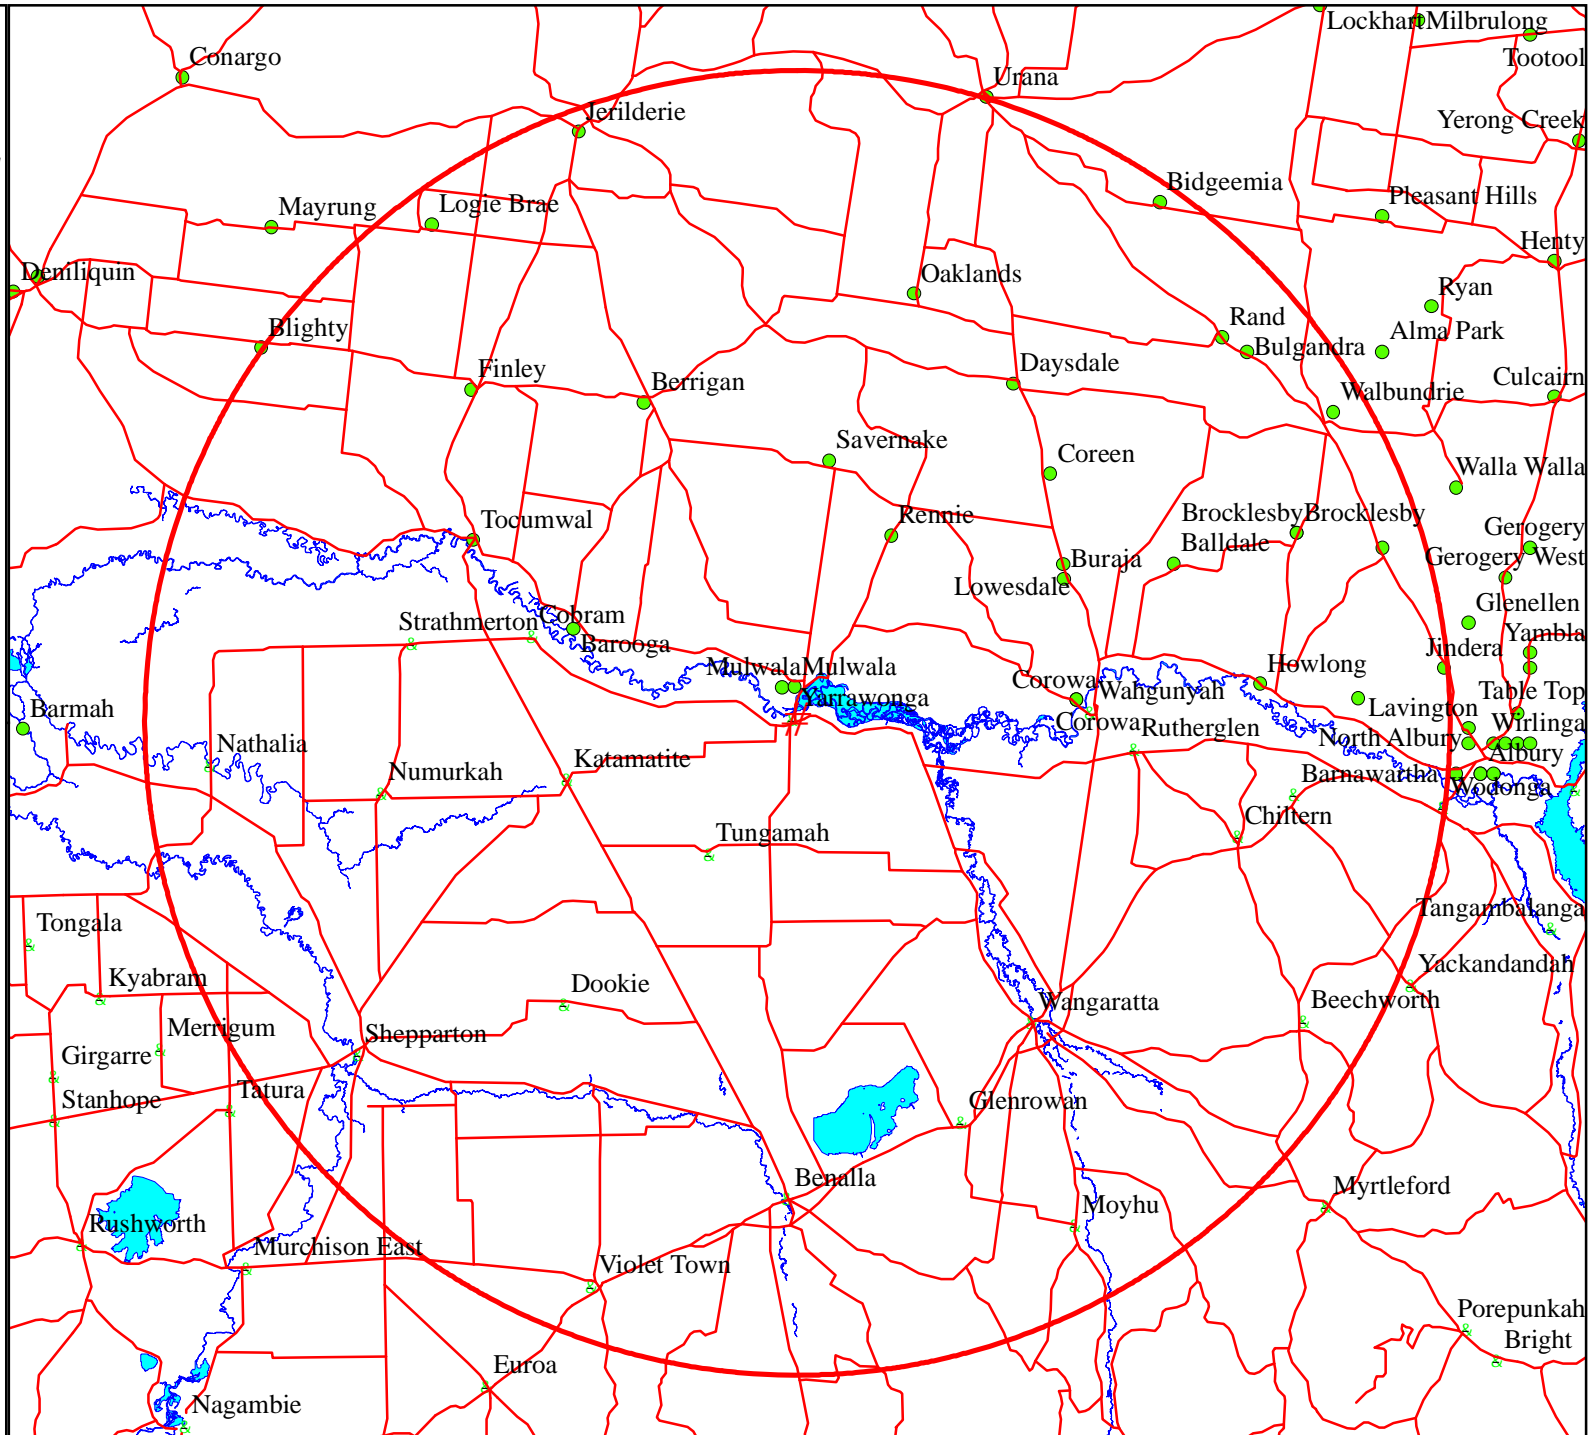 Lockhart Milbrulong
Conargo
Tootool
Urana
Jerilderie
Yerong Creek
Bidgeemia
Pleasant Hills
Mayrung
Logie Brae
Henty
Deniliquin
Oaklands
Ryan
Rand
Blighty
Alma Park
Bulgandra
Finley
Daysdale
Berrigan
Culcairn
Walbundrie
Savernake
Coreen
Walla Walla
Rennie
Brocklesby Brocklesby
Tocumwal
Gerogery
Balldale
Gerogery West
Buraja
Lowesdale
Glenellen
Cobram
Strathmerton
Yambla
Barooga
Jindera
Mulwala Mulwala
Howlong
Corowa
Wahgunyah
Table Top
Yarrawonga
Barmah
Lavington
Corowa
Rutherglen
Wirlinga
Nathalia
North Albury
Katamatite
Albury
Numurkah
Barnawartha
Wodonga
Chiltern
Tungamah
Tangambalanga
Tongala
Yackandandah
Kyabram
Dookie
Wangaratta
Beechworth
Merrigum
Shepparton
Girgarre
Stanhope
Tatura
Glenrowan
Benalla
Myrtleford
Moyhu
Rushworth
Murchison East
Violet Town
Porepunkah
Bright
Euroa
Nagambie